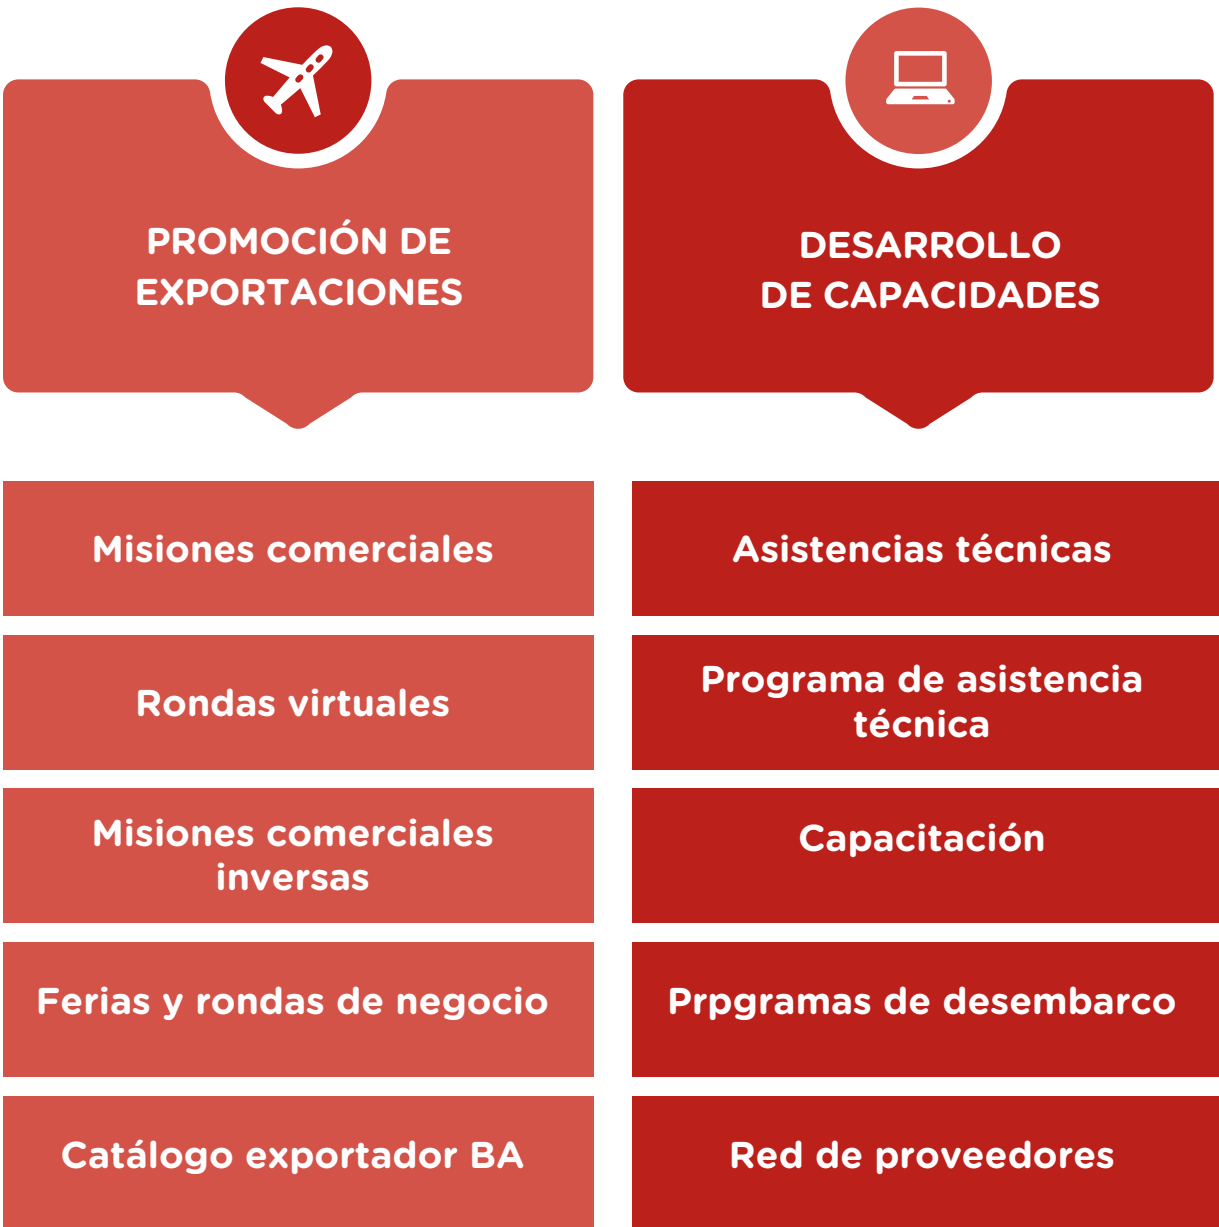 PROMOCIÓN DE
EXPORTACIONES
Misiones comerciales
Rondas virtuales
Misiones comerciales
inversas
Ferias y rondas de negocio
Catálogo exportador BA
DESARROLLO
DE CAPACIDADES
Asistencias técnicas
Programa de asistencia
técnica
Capacitación
Prpgramas de desembarco
Red de proveedores